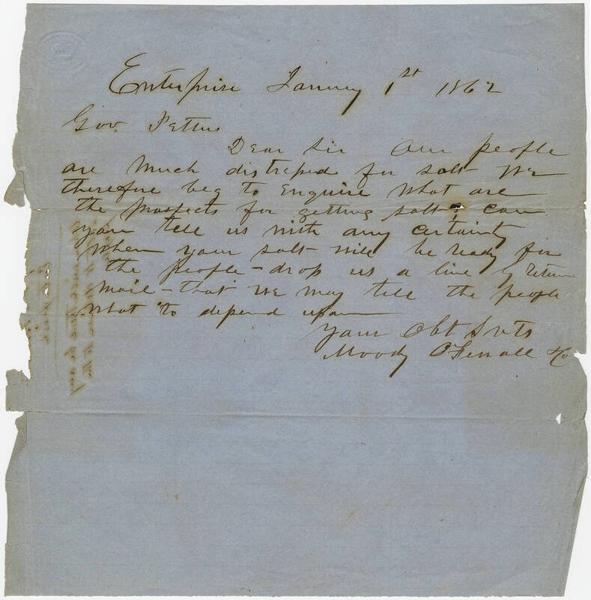 Enterprise January 1st 1862
Gov. Pettus
Dear Sir Our people
are much distressed for salt We
therefore beg to enquire what are
the prospects for getting salt, can
you tell us with any certainty
when your salt will be ready for
the people - drop us a line by return
mail - that we may tell the people
what to depend upon
Your Obt Svts
Moody & Co